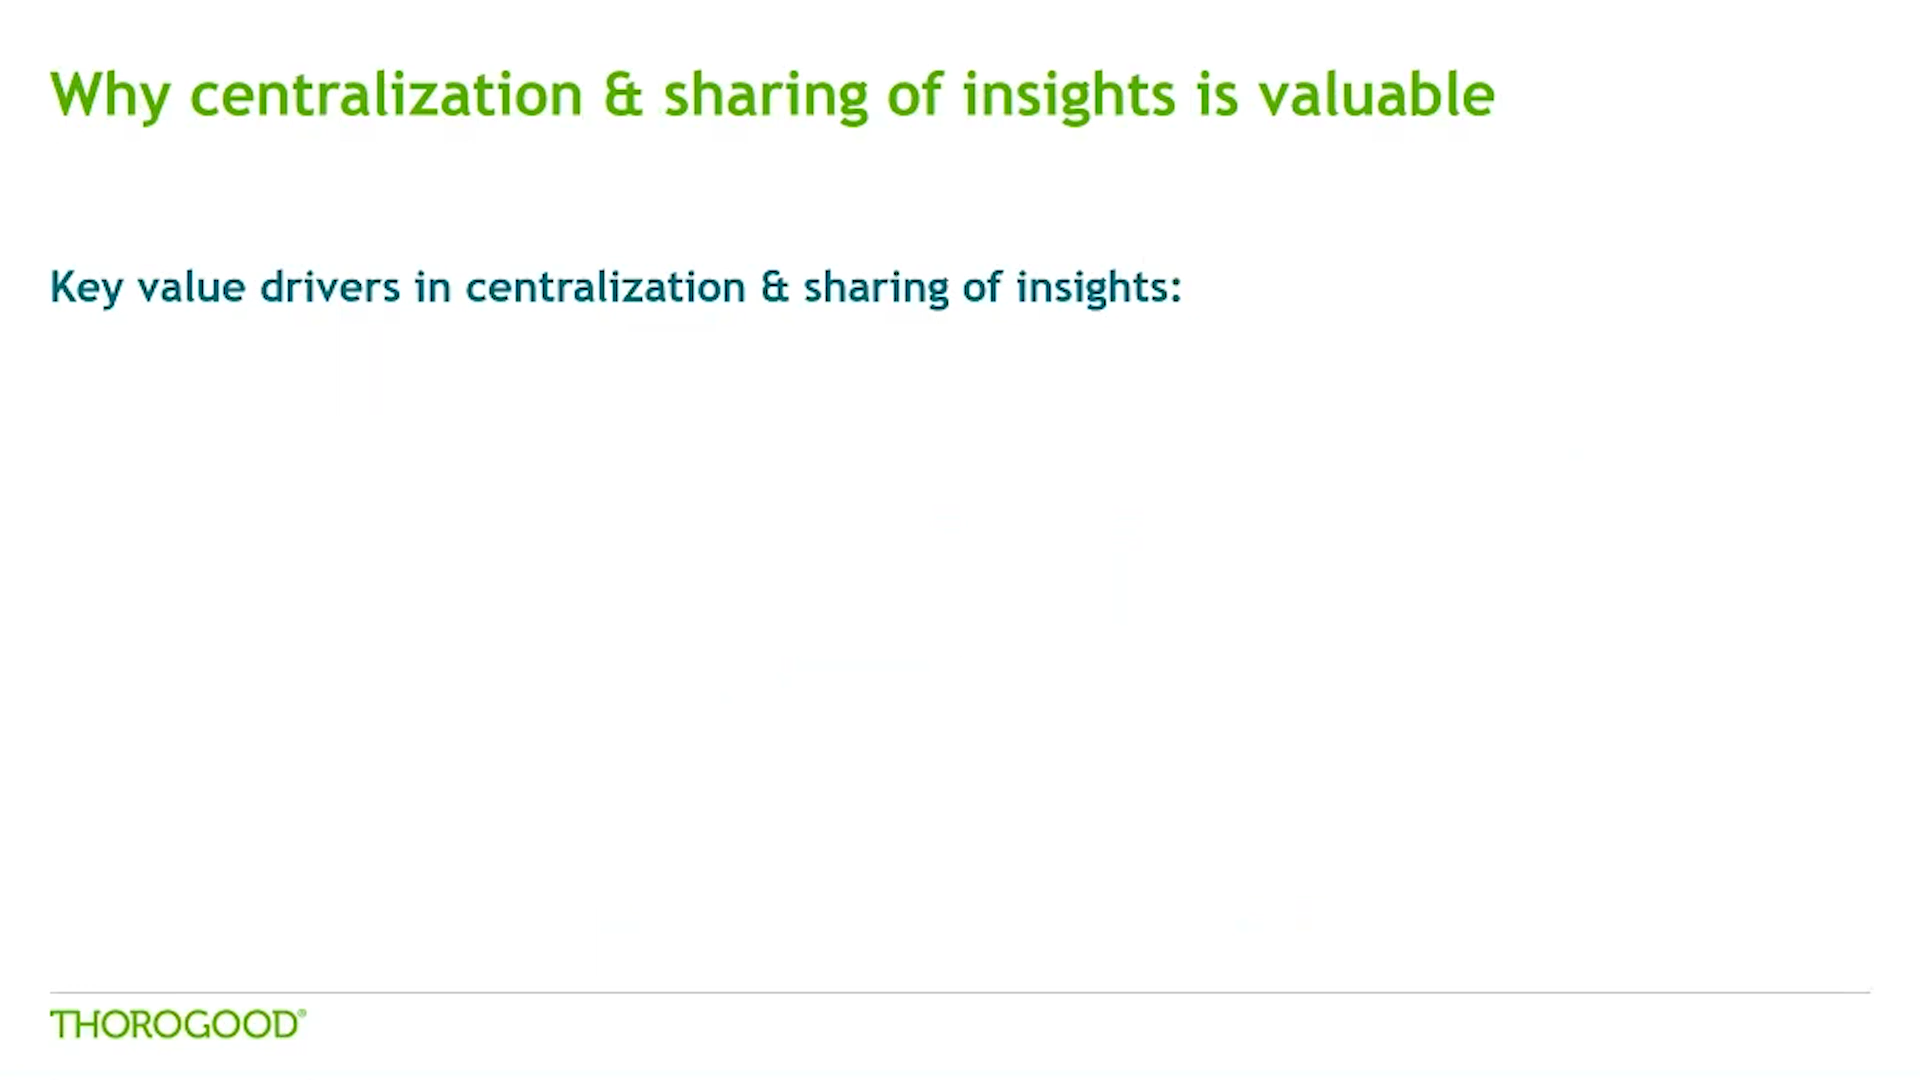 Why centralization & sharing of insights is valuable
Key value drivers in centralization & sharing of insights:
THOROGOOD®